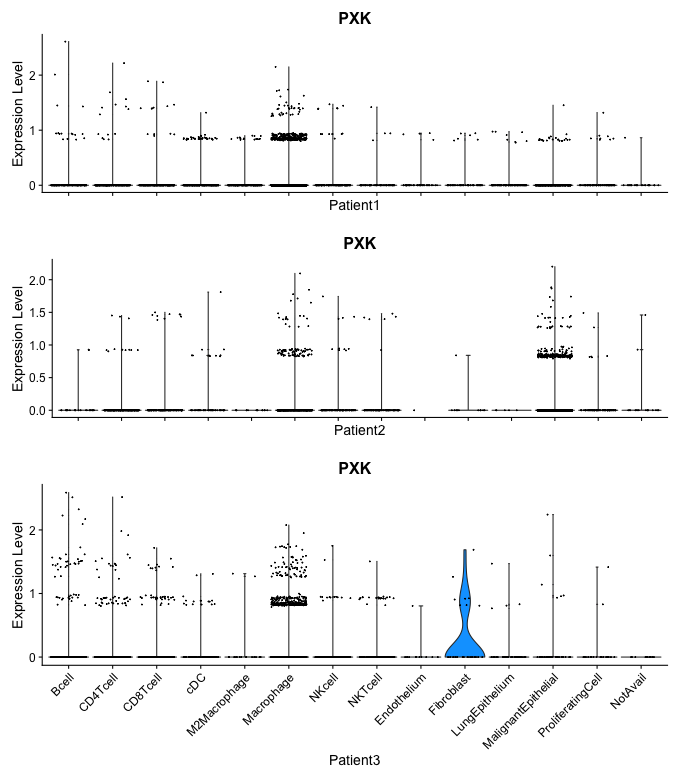 PXK
Expression Level
2
1
0
Patient1
PXK
Expression Level
2.0
1.5
1.0
0.5
0.0
Patient2
PXK
Expression Level
2
1
0
Bcell
CD4Tcell
CD8Tcell
cDC
M2Macrophage
Macrophage
NKcell
NKTcell
Endothelium
Fibroblast
LungEpithelium
MalignantEpithelial
ProliferatingCell
NotAvail
Patient3